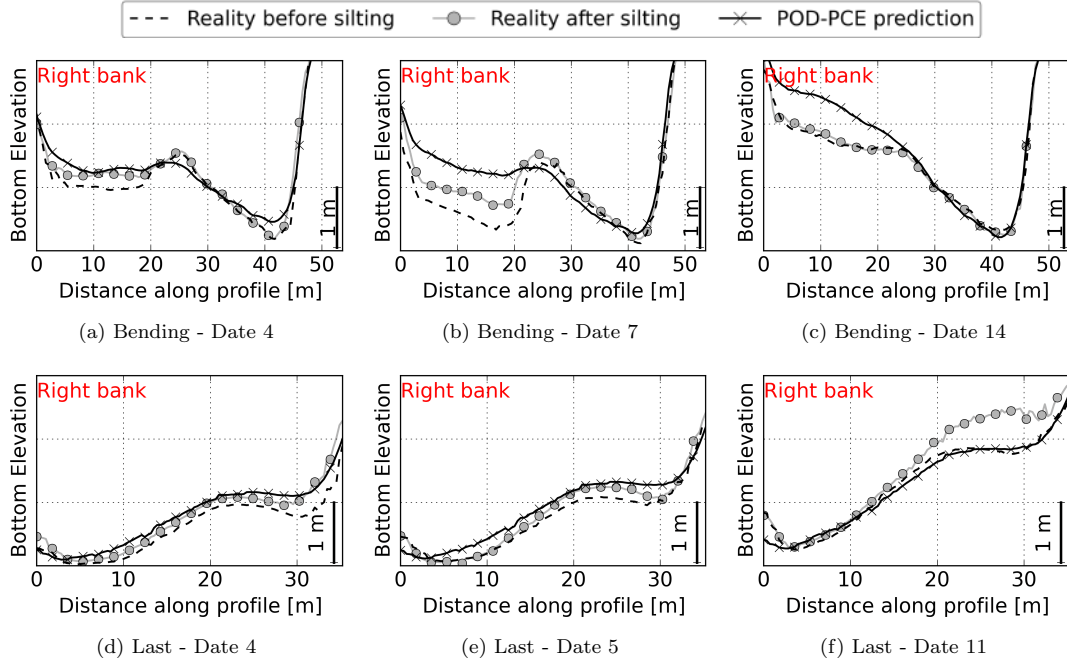 Reality before silting Reality after silting POD-PCE prediction
Right bank Right bank Right bank
Bottom Elevation Bottom Elevation Bottom Elevation
1 m 1 m 1 m
0 10 20 30 40 50 0 10 20 30 40 50 0 10 20 30 40 50
Distance along profile [m] Distance along profile [m] Distance along profile [m]
(a) Bending - Date 4 (b) Bending - Date 7 (c) Bending - Date 14
Right bank Right bank Right bank
Bottom Elevation Bottom Elevation Bottom Elevation
1 m 1 m 1 m
0 10 20 30 0 10 20 30 0 10 20 30
Distance along profile [m] Distance along profile [m] Distance along profile [m]
(d) Last - Date 4 (e) Last - Date 5 (f) Last - Date 11